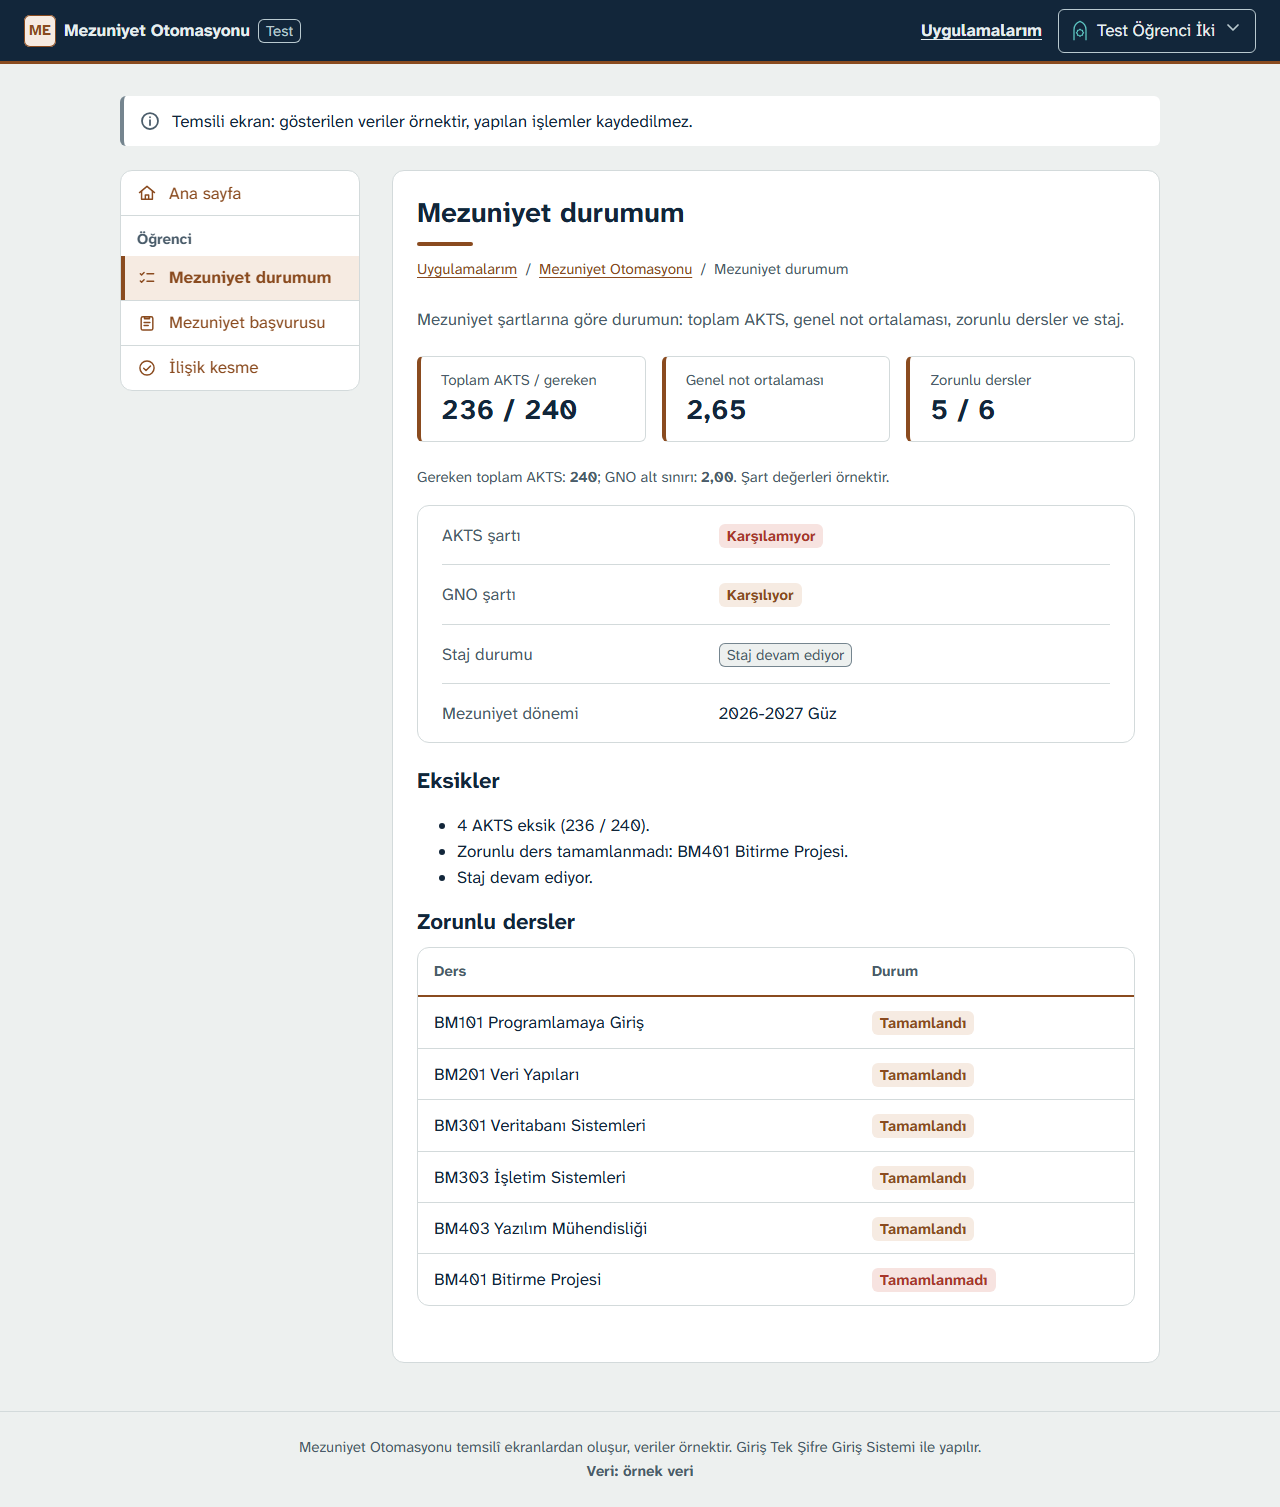 ME Mezuniyet Otomasyonu Test
Uygulamalarım
Test Öğrenci İki
Temsili ekran: gösterilen veriler örnektir, yapılan işlemler kaydedilmez.
Ana sayfa
Öğrenci
Mezuniyet durumum
Mezuniyet başvurusu
İlişik kesme
Mezuniyet durumum
Uygulamalarım / Mezuniyet Otomasyonu / Mezuniyet durumum
Mezuniyet şartlarına göre durumun: toplam AKTS, genel not ortalaması, zorunlu dersler ve staj.
Toplam AKTS / gereken
236 / 240
Genel not ortalaması
2,65
Zorunlu dersler
5 / 6
Gereken toplam AKTS: 240; GNO alt sınırı: 2,00. Şart değerleri örnektir.
AKTS şartı Karşılamıyor
GNO şartı Karşılıyor
Staj durumu Staj devam ediyor
Mezuniyet dönemi 2026-2027 Güz
Eksikler
• 4 AKTS eksik (236 / 240).
• Zorunlu ders tamamlanmadı: BM401 Bitirme Projesi.
• Staj devam ediyor.
Zorunlu dersler
Ders Durum
BM101 Programlamaya Giriş Tamamlandı
BM201 Veri Yapıları Tamamlandı
BM301 Veritabanı Sistemleri Tamamlandı
BM303 İşletim Sistemleri Tamamlandı
BM403 Yazılım Mühendisliği Tamamlandı
BM401 Bitirme Projesi Tamamlanmadı
Mezuniyet Otomasyonu temsilî ekranlardan oluşur, veriler örnektir. Giriş Tek Şifre Giriş Sistemi ile yapılır.
Veri: örnek veri